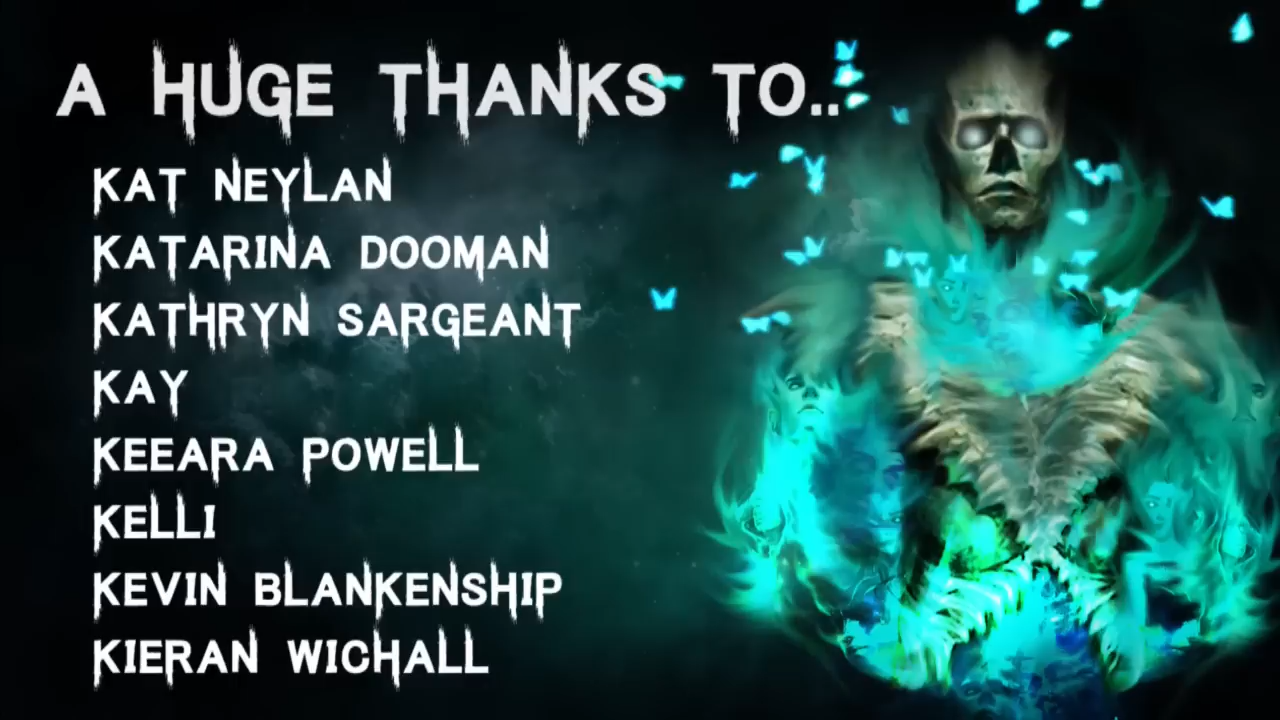 A HUGE THANKS TO..
KAT NEYLAN
KATARINA DOOMAN
KATHRYN SARGEANT
KAY
KEEARA POWELL
KELLI
KEVIN BLANKENSHIP
KIERAN WICHALL